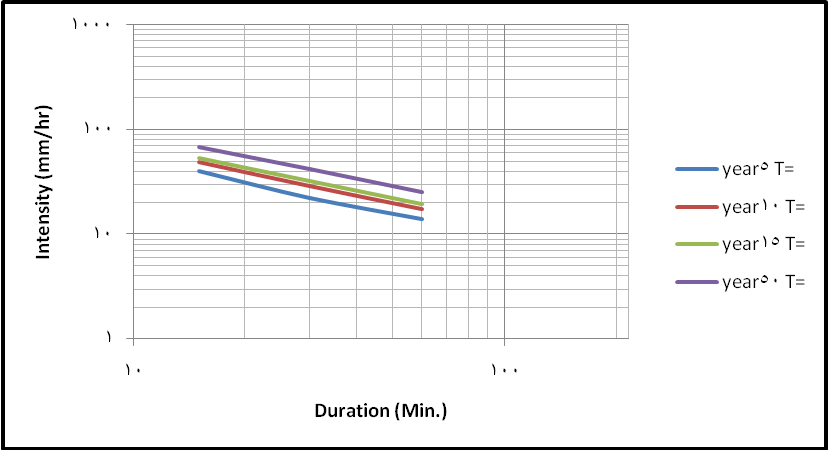 Intensity (mm/hr)
١٠٠٠
١٠٠
١٠
١
١٠
١٠٠
Duration (Min.)
year٥ T=
year١٠ T=
year١٥ T=
year٥٠ T=